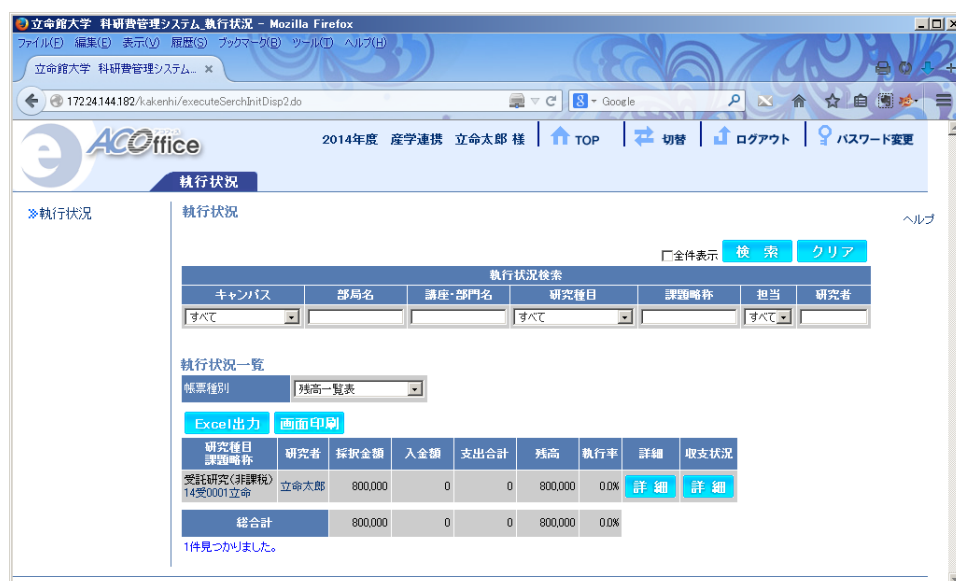 立命館大学 科研費管理システム_執行状況 - Mozilla Firefox
ファイル(F) 編集(E) 表示(V) 履歴(S) ブックマーク(B) ツール(T) ヘルプ(H)
立命館大学 科研費管理システム_... ×
172.24.144.182/kakenhi/executeSerchInitDisp2.do
8 - Google
ACOffice
2014年度 産学連携 立命太郎 様 TOP 切替 ログアウト パスワード変更
執行状況
≫執行状況
執行状況
ヘルプ
全件表示 検 索 クリア
執行状況検索
キャンパス 部局名 講座・部門名 研究種目 課題略称 担当 研究者
すべて すべて すべて
執行状況一覧
帳票種別 残高一覧表
Excel出力 画面印刷
研究種目 課題略称 研究者 採択金額 入金額 支出合計 残高 執行率 詳細 収支状況
受託研究(非課税)
14受0001立命 立命太郎 800,000 0 0 800,000 0.0% 詳 細 詳 細
総合計 800,000 0 0 800,000 0.0%
1件見つかりました。